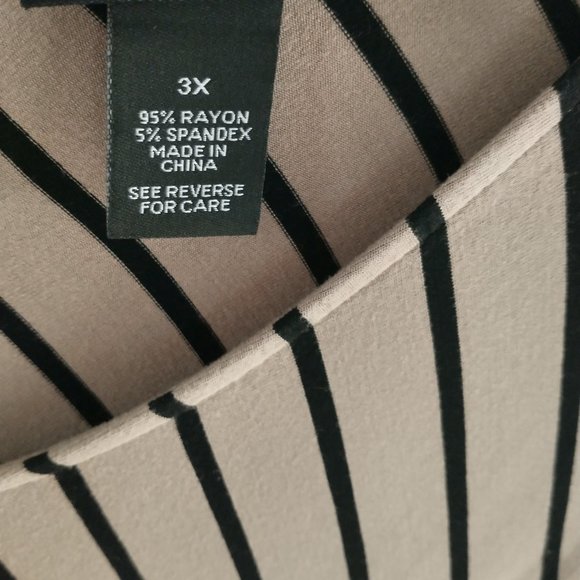 3X
95% RAYON
5% SPANDEX
MADE IN
CHINA
SEE REVERSE
FOR CARE